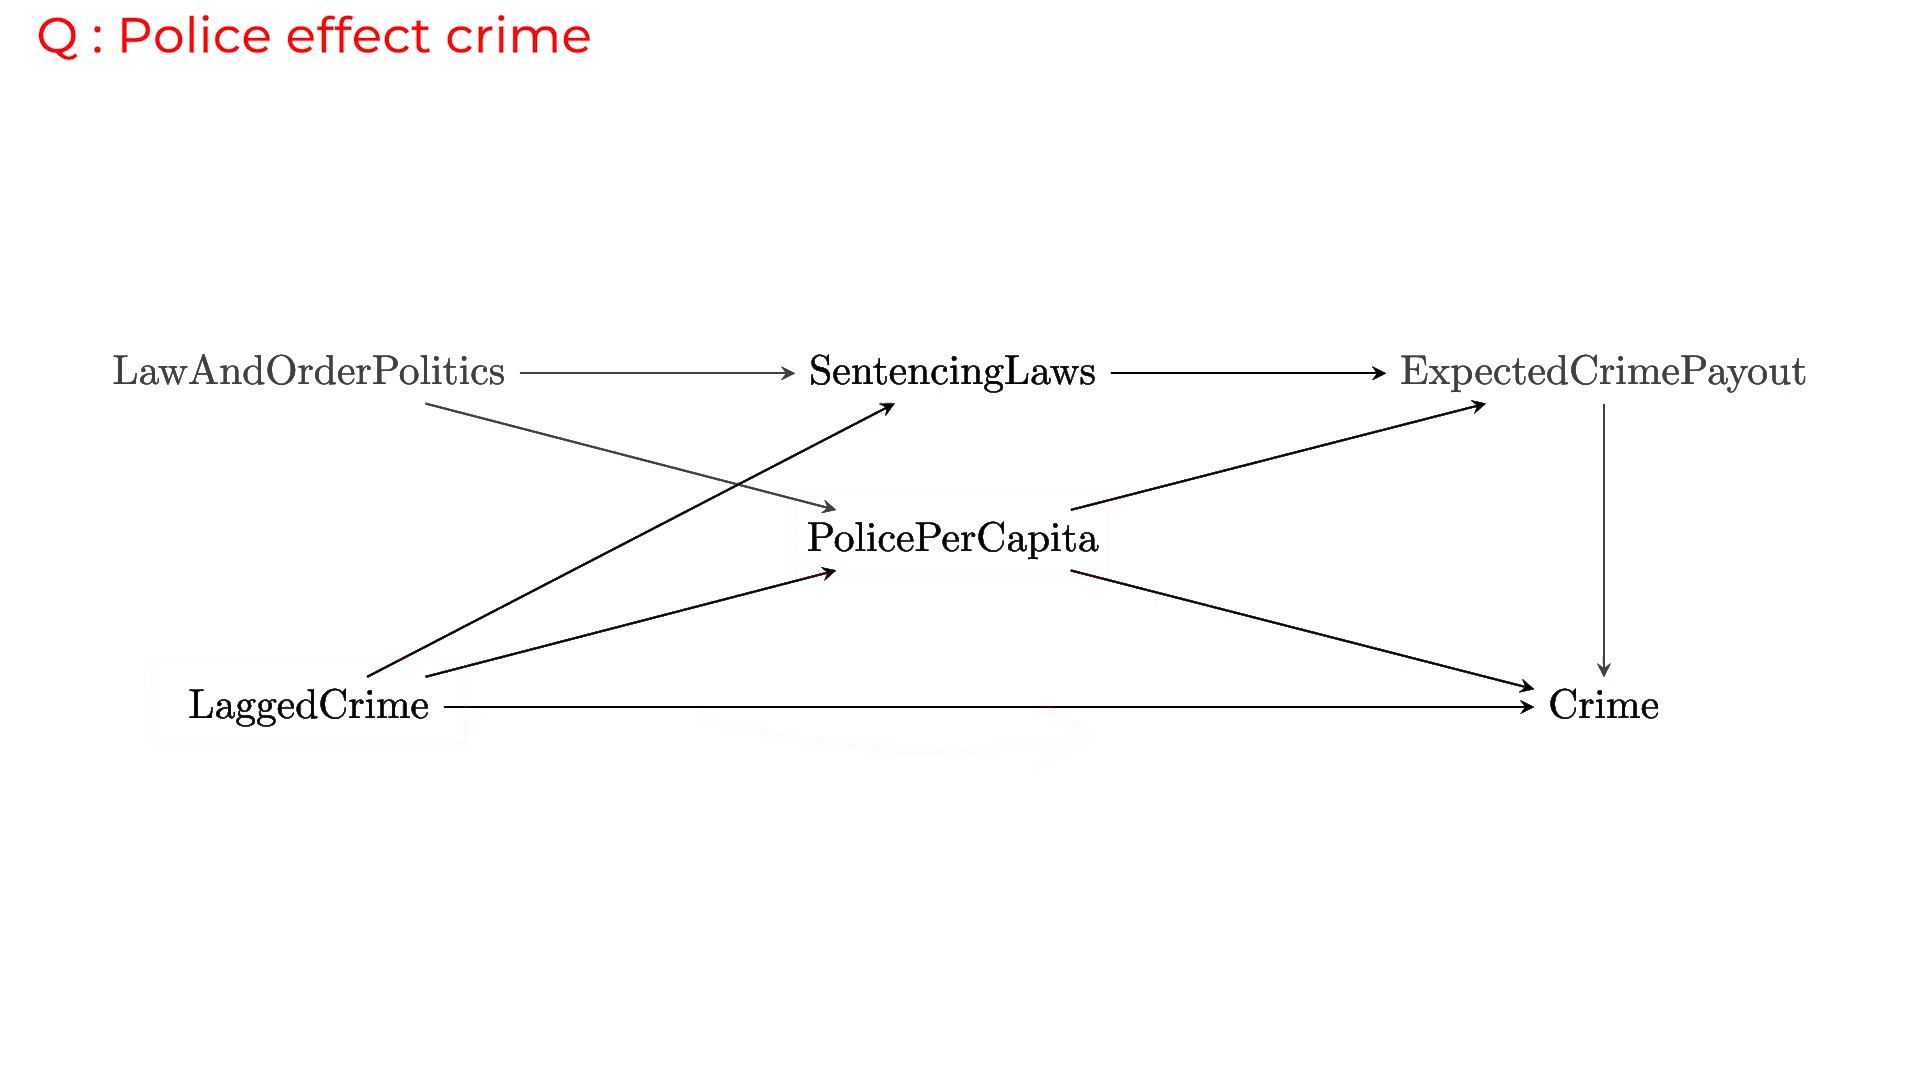 Q : Police effect crime
LawAndOrderPolitics
SentencingLaws
ExpectedCrimePayout
PolicePerCapita
LaggedCrime
Crime